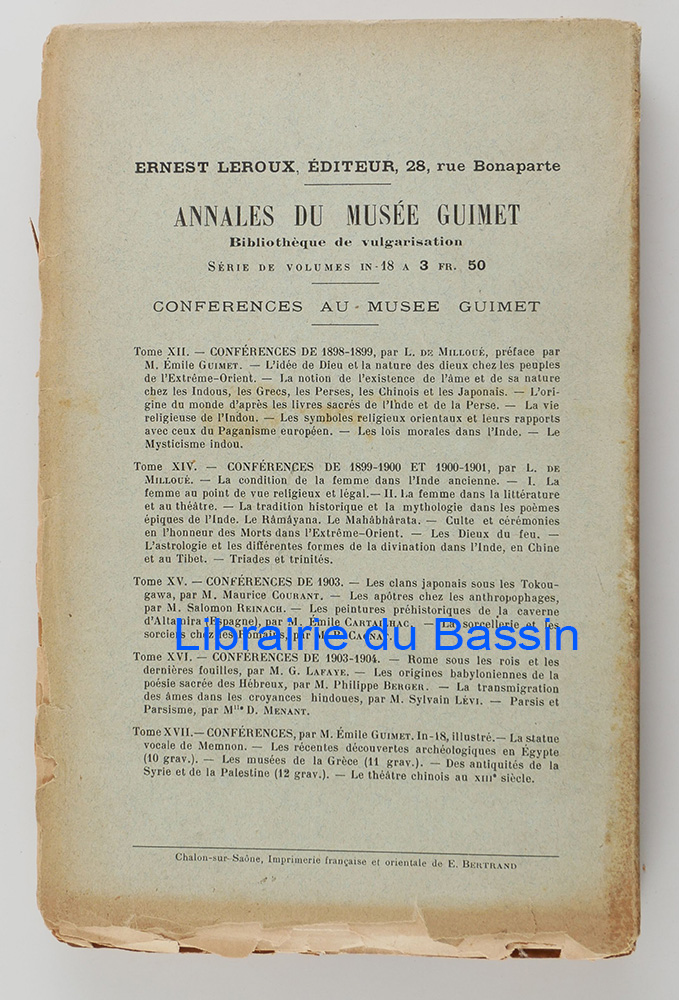 ERNEST LEROUX, ÉDITEUR, 28, rue Bonaparte
ANNALES DU MUSÉE GUIMET
Bibliothèque de vulgarisation
SÉRIE DE VOLUMES IN-18 A 3 FR. 50
CONFERENCES AU MUSEE GUIMET
Tome XII. — CONFÉRENCES DE 1898-1899, par L. DE MILLOUÉ, préface par
M. Émile GUIMET. — L'idée de Dieu et la nature des dieux chez les peuples
de l'Extrême-Orient. — La notion de l'existence de l'âme et de sa nature
chez les Indous, les Grecs, les Perses, les Chinois et les Japonais. — L'ori-
gine du monde d'après les livres sacrés de l'Inde et de la Perse. — La vie
religieuse de l'Indou. — Les symboles religieux orientaux et leurs rapports
avec ceux du Paganisme européen. — Les lois morales dans l'Inde. — Le
Mysticisme indou.
Tome XIV. — CONFÉRENCES DE 1899-1900 ET 1900-1901, par L. DE
MILLOUÉ. — La condition de la femme dans l'Inde ancienne. — I. La
femme au point de vue religieux et légal. — II. La femme dans la littérature
et au théâtre. — La tradition historique et la mythologie dans les poèmes
épiques de l'Inde. Le Râmâyana. Le Mahâbhârata. — Culte et cérémonies
en l'honneur des Morts dans l'Extrême-Orient. — Les Dieux du feu. —
L'astrologie et les différentes formes de la divination dans l'Inde, en Chine
et au Tibet. — Triades et trinités.
Tome XV. — CONFÉRENCES DE 1903. — Les clans japonais sous les Tokou-
gawa, par M. Maurice COURANT. — Les apôtres chez les anthropophages,
par M. Salomon REINACH. — Les peintures préhistoriques de la caverne
d'Altamira (Espagne), par M. Émile CARTAILHAC. — La sorcellerie et les
sorciers chez les Romains, par M. R. CAGNAT.
Librairie du Bassin
Tome XVI. — CONFÉRENCES DE 1903-1904. — Rome sous les rois et les
dernières fouilles, par M. G. LAFAYE. — Les origines babyloniennes de la
poésie sacrée des Hébreux, par M. Philippe BERGER. — La transmigration
des âmes dans les croyances hindoues, par M. Sylvain LÉVI. — Parsis et
Parsisme, par Mlle D. MENANT.
Tome XVII. — CONFÉRENCES, par M. Émile GUIMET. In-18, illustré. — La statue
vocale de Memnon. — Les récentes découvertes archéologiques en Égypte
(10 grav.). — Les musées de la Grèce (11 grav.). — Des antiquités de la
Syrie et de la Palestine (12 grav.). — Le théâtre chinois au XIIIe siècle.
Chalon-sur-Saône, Imprimerie française et orientale de E. BERTRAND